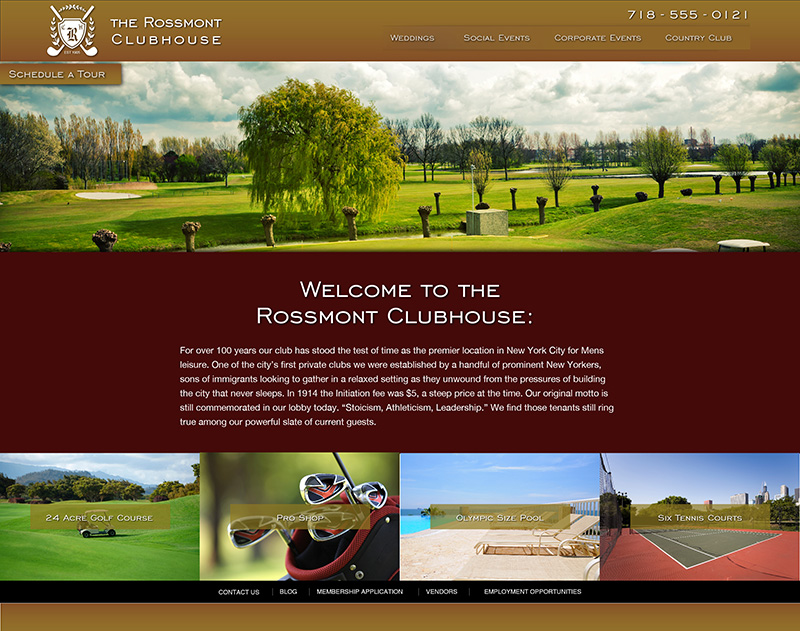 THE ROSSMONT
CLUBHOUSE
718 - 555 - 0121
WEDDINGS
SOCIAL EVENTS
CORPORATE EVENTS
COUNTRY CLUB
SCHEDULE A TOUR
WELCOME TO THE
ROSSMONT CLUBHOUSE:
For over 100 years our club has stood the test of time as the premier location in New York City for Mens
leisure. One of the city's first private clubs we were established by a handful of prominent New Yorkers,
sons of immigrants looking to gather in a relaxed setting as they unwound from the pressures of building
the city that never sleeps. In 1914 the Initiation fee was $5, a steep price at the time. Our original motto is
still commemorated in our lobby today. “Stoicism, Athleticism, Leadership.” We find those tenants still ring
true among our powerful slate of current guests.
24 ACRE GOLF COURSE
PRO SHOP
OLYMPIC SIZE POOL
SIX TENNIS COURTS
CONTACT US | BLOG | MEMBERSHIP APPLICATION | VENDORS | EMPLOYMENT OPPORTUNITIES